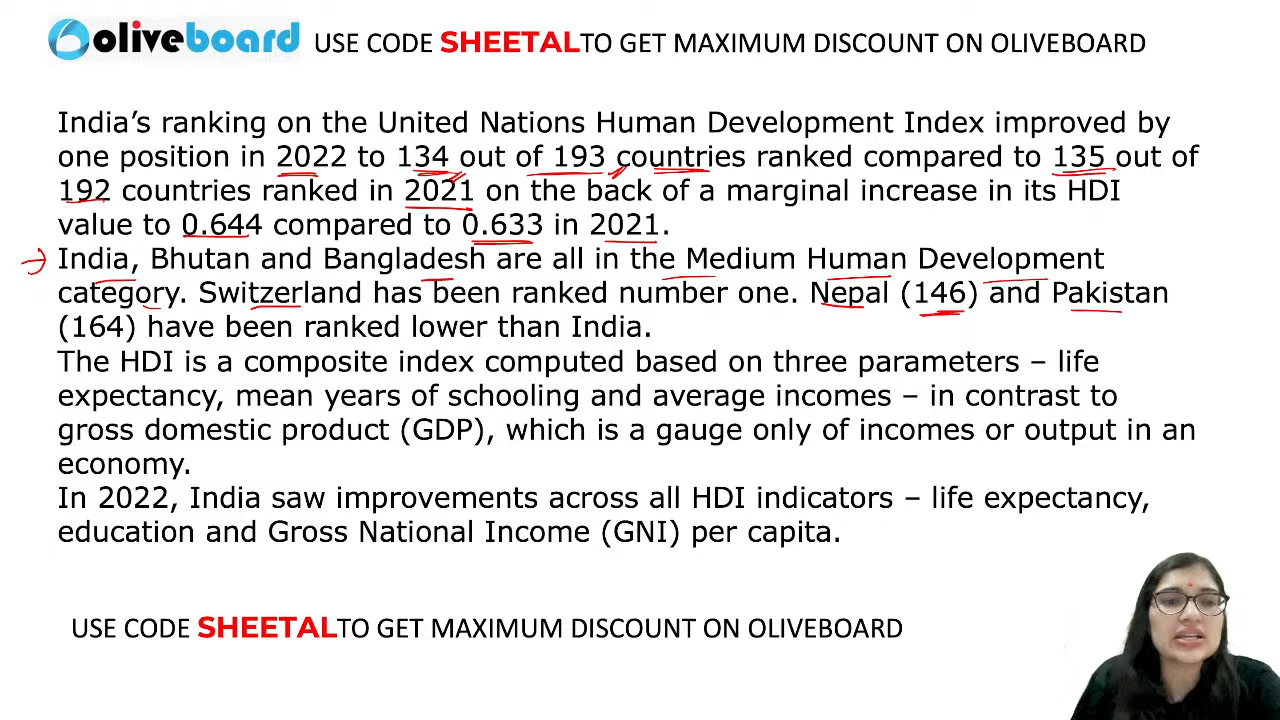 oliveboard USE CODE SHEETAL TO GET MAXIMUM DISCOUNT ON OLIVEBOARD
India’s ranking on the United Nations Human Development Index improved by
one position in 2022 to 134 out of 193 countries ranked compared to 135 out of
192 countries ranked in 2021 on the back of a marginal increase in its HDI
value to 0.644 compared to 0.633 in 2021.
India, Bhutan and Bangladesh are all in the Medium Human Development
category. Switzerland has been ranked number one. Nepal (146) and Pakistan
(164) have been ranked lower than India.
The HDI is a composite index computed based on three parameters – life
expectancy, mean years of schooling and average incomes – in contrast to
gross domestic product (GDP), which is a gauge only of incomes or output in an
economy.
In 2022, India saw improvements across all HDI indicators – life expectancy,
education and Gross National Income (GNI) per capita.
USE CODE SHEETAL TO GET MAXIMUM DISCOUNT ON OLIVEBOARD